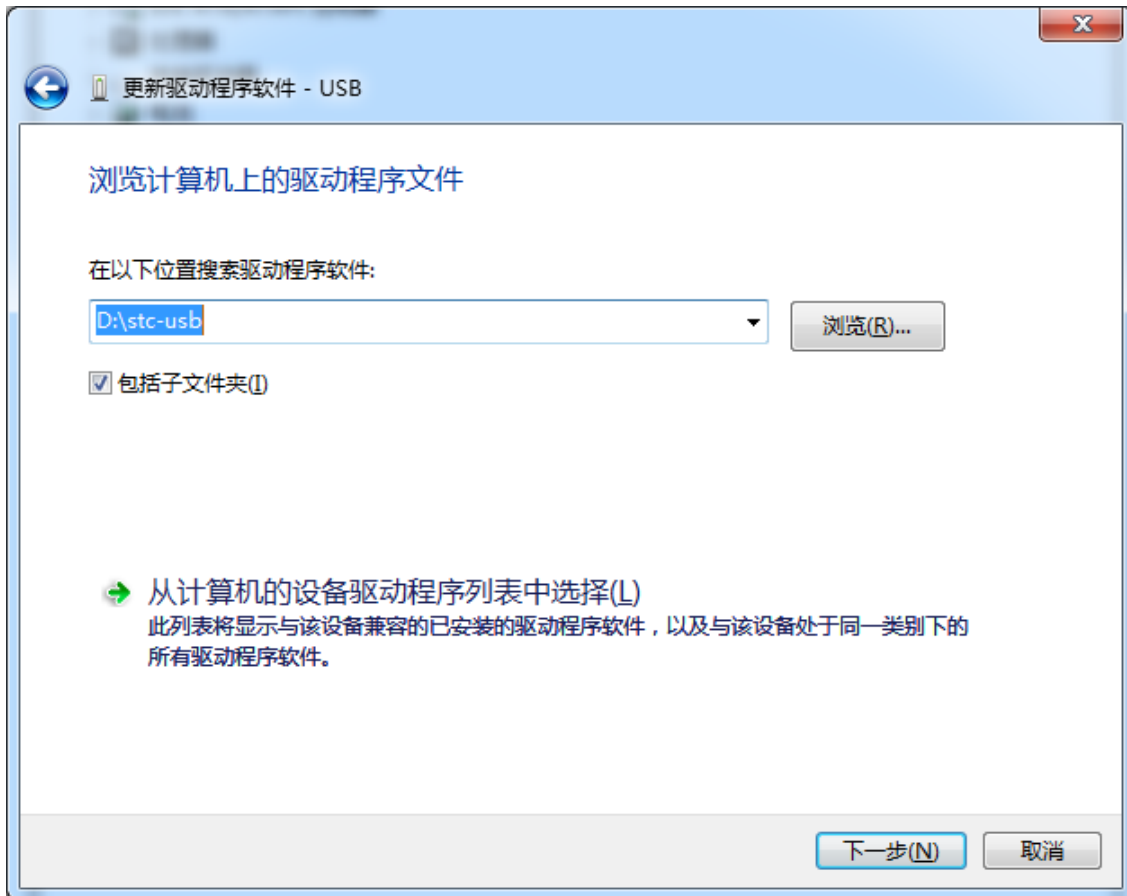 更新驱动程序软件 - USB
浏览计算机上的驱动程序文件
在以下位置搜索驱动程序软件:
D:\stc-usb
浏览(R)...
包括子文件夹(I)
从计算机的设备驱动程序列表中选择(L)
此列表将显示与该设备兼容的已安装的驱动程序软件，以及与该设备处于同一类别下的
所有驱动程序软件。
下一步(N)
取消